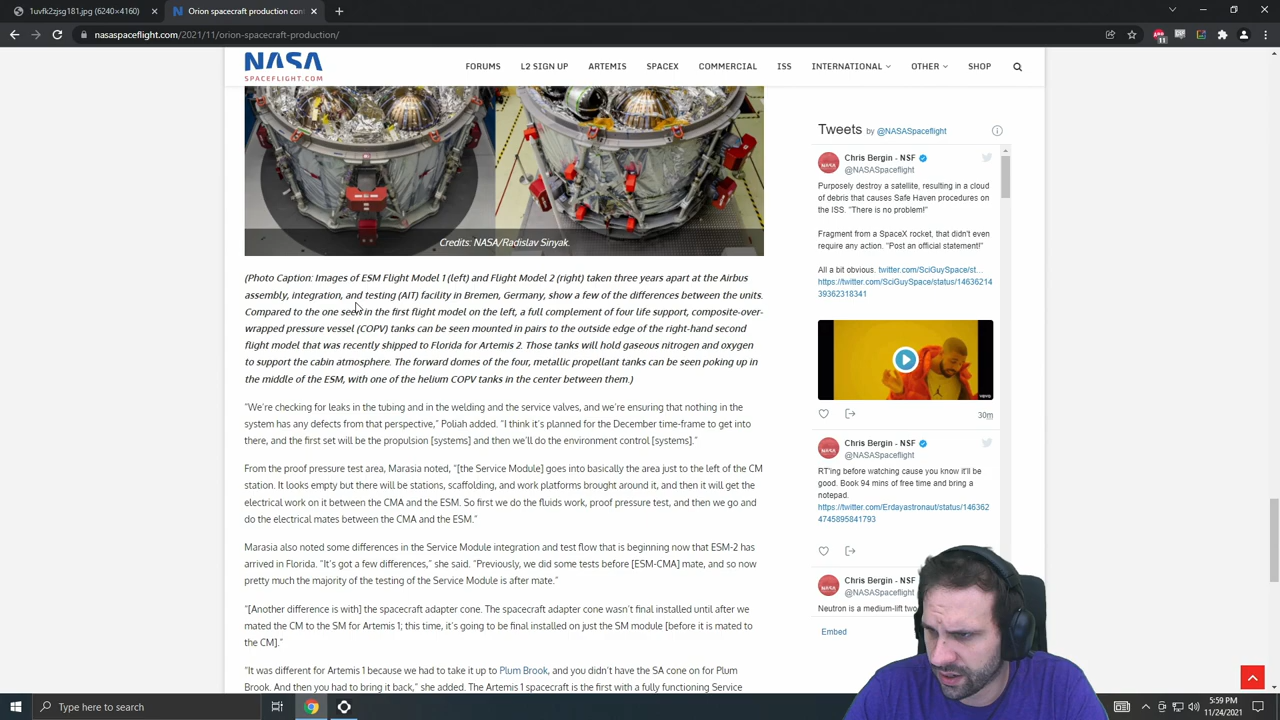 1uvfk2zjsg181.jpg (6240×4160)
Orion spacecraft production
nasaspaceflight.com/2021/11/orion-spacecraft-production/
11
NASA
SPACEFLIGHT.COM
FORUMS L2 SIGN UP ARTEMIS SPACEX COMMERCIAL ISS INTERNATIONAL OTHER SHOP
Credits: NASA/Radislav Sinyak.
(Photo Caption: Images of ESM Flight Model 1 (left) and Flight Model 2 (right) taken three years apart at the Airbus
assembly, integration, and testing (AIT) facility in Bremen, Germany, show a few of the differences between the units.
Compared to the one seen in the first flight model on the left, a full complement of four life support, composite-over-
wrapped pressure vessel (COPV) tanks can be seen mounted in pairs to the outside edge of the right-hand second
flight model that was recently shipped to Florida for Artemis 2. Those tanks will hold gaseous nitrogen and oxygen
to support the cabin atmosphere. The forward domes of the four, metallic propellant tanks can be seen poking up in
the middle of the ESM, with one of the helium COPV tanks in the center between them.)
“We’re checking for leaks in the tubing and in the welding and the service valves, and we’re ensuring that nothing in the
system has any defects from that perspective,” Poliah added. “I think it’s planned for the December time-frame to get into
there, and the first set will be the propulsion [systems] and then we’ll do the environment control [systems].”
From the proof pressure test area, Marasia noted, “[the Service Module] goes into basically the area just to the left of the CM
station. It looks empty but there will be stations, scaffolding, and work platforms brought around it, and then it will get the
electrical work on it between the CMA and the ESM. So first we do the fluids work, proof pressure test, and then we go and
do the electrical mates between the CMA and the ESM.”
Marasia also noted some differences in the Service Module integration and test flow that is beginning now that ESM-2 has
arrived in Florida. “It’s got a few differences,” she said. “Previously, we did some tests before [ESM-CMA] mate, and so now
pretty much the majority of the testing of the Service Module is after mate.”
“[Another difference is with] the spacecraft adapter cone. The spacecraft adapter cone wasn’t final installed until after we
mated the CM to the SM for Artemis 1; this time, it’s going to be final installed on just the SM module [before it is mated to
the CM].”
“It was different for Artemis 1 because we had to take it up to Plum Brook, and you didn’t have the SA cone on for Plum
Brook. And then you had to bring it back,” she added. The Artemis 1 spacecraft is the first with a fully functioning Service
Tweets by @NASASpaceflight
Chris Bergin - NSF
@NASASpaceflight
Purposely destroy a satellite, resulting in a cloud
of debris that causes Safe Haven procedures on
the ISS. "There is no problem!"
Fragment from a SpaceX rocket, that didn't even
require any action. "Post an official statement!"
All a bit obvious. twitter.com/SciGuySpace/st…
https://twitter.com/SciGuySpace/status/14636214
39362318341
vevo
30m
Chris Bergin - NSF
@NASASpaceflight
RT'ing before watching cause you know it'll be
good. Book 94 mins of free time and bring a
notepad.
https://twitter.com/Erdayastronaut/status/146362
4745895841793
Chris Bergin - NSF
@NASASpaceflight
Neutron is a medium-lift two
Embed
Type here to search
5:59 PM
11/24/2021